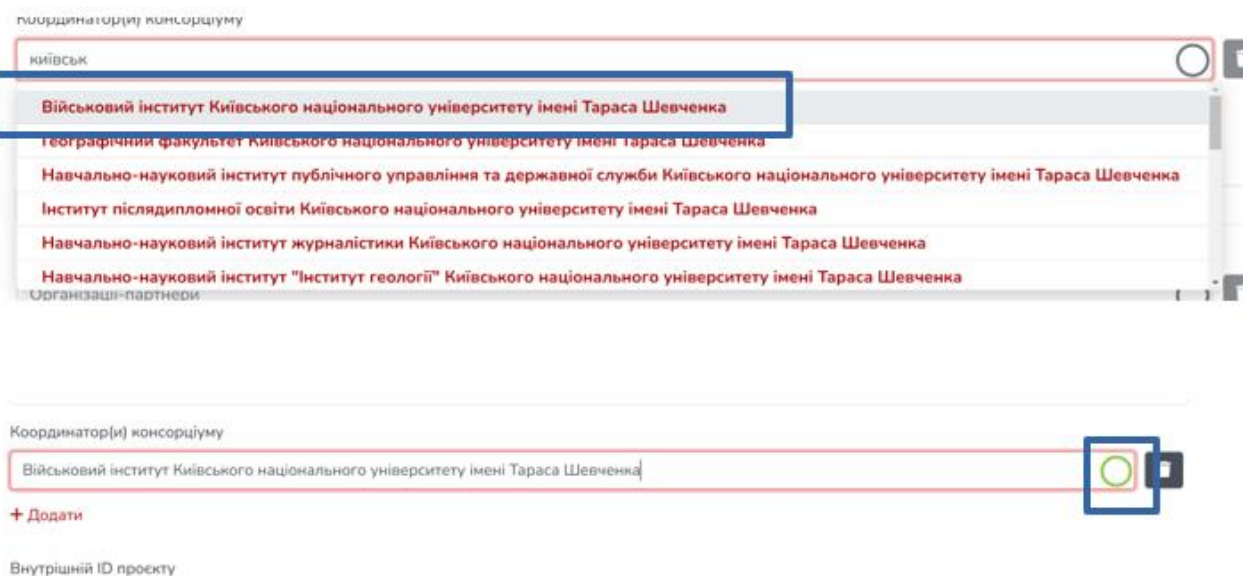 Координатор(и) консорціуму
київськ
Військовий інститут Київського національного університету імені Тараса Шевченка
Географічний факультет Київського національного університету імені Тараса Шевченка
Навчально-науковий інститут публічного управління та державної служби Київського національного університету імені Тараса Шевченка
Інститут післядипломної освіти Київського національного університету імені Тараса Шевченка
Навчально-науковий інститут журналістики Київського національного університету імені Тараса Шевченка
Навчально-науковий інститут "Інститут геології" Київського національного університету імені Тараса Шевченка
Організації-партнери
Координатор(и) консорціуму
Військовий інститут Київського національного університету імені Тараса Шевченка
+ Додати
Внутрішній ID проєкту